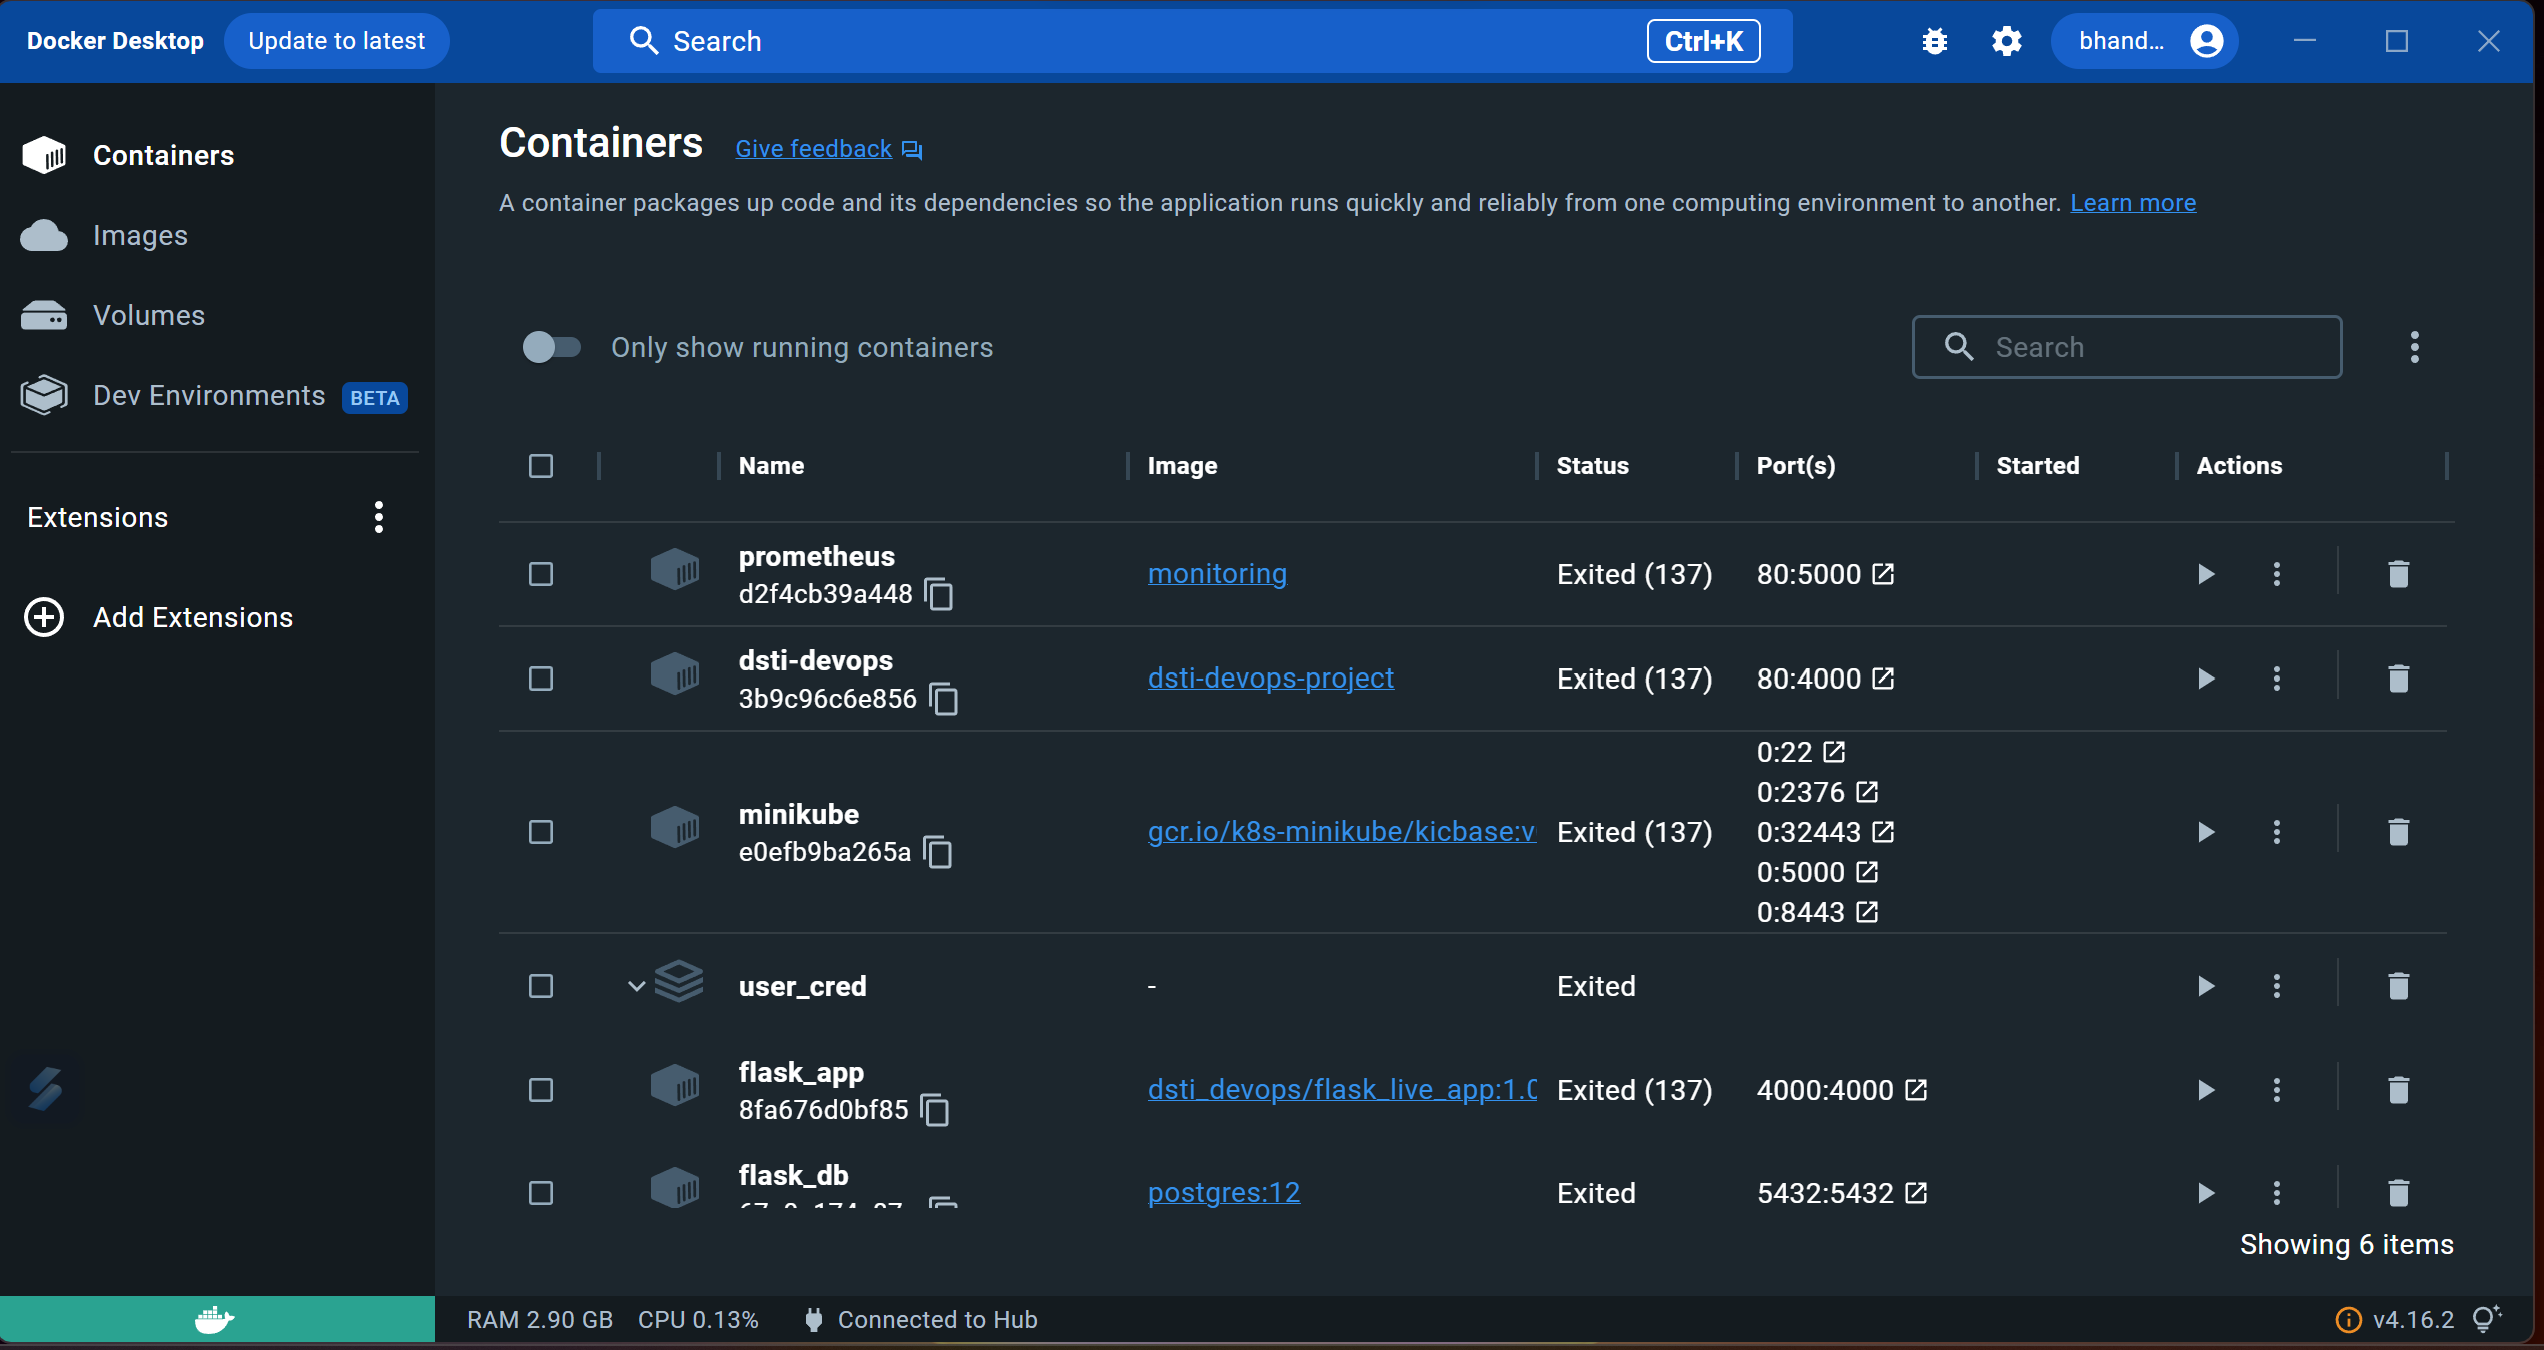 Docker Desktop Update to latest Search Ctrl+K bhand...
Containers
Images
Volumes
Dev Environments BETA
Extensions
Add Extensions
Containers Give feedback
A container packages up code and its dependencies so the application runs quickly and reliably from one computing environment to another. Learn more
Only show running containers Search
Name Image Status Port(s) Started Actions
prometheus
d2f4cb39a448
monitoring Exited (137) 80:5000
dsti-devops
3b9c96c6e856
dsti-devops-project Exited (137) 80:4000
minikube
e0efb9ba265a
gcr.io/k8s-minikube/kicbase:v Exited (137)
0:22
0:2376
0:32443
0:5000
0:8443
user_cred - Exited
flask_app
8fa676d0bf85
dsti_devops/flask_live_app:1.0 Exited (137) 4000:4000
flask_db
postgres:12 Exited 5432:5432
Showing 6 items
RAM 2.90 GB CPU 0.13% Connected to Hub v4.16.2